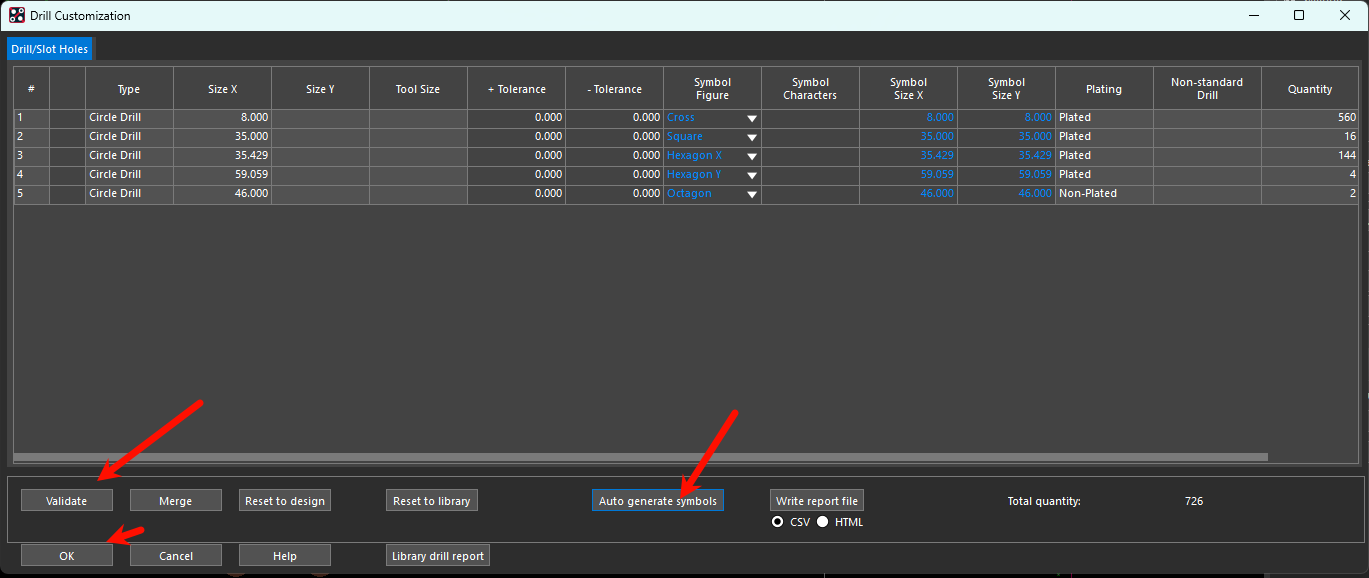 Drill Customization
Drill/Slot Holes
# Type Size X Size Y Tool Size + Tolerance - Tolerance Symbol Figure Symbol Characters Symbol Size X Symbol Size Y Plating Non-standard Drill Quantity
1 Circle Drill 8.000 0.000 0.000 Cross 8.000 8.000 Plated 560
2 Circle Drill 35.000 0.000 0.000 Square 35.000 35.000 Plated 16
3 Circle Drill 35.429 0.000 0.000 Hexagon X 35.429 35.429 Plated 144
4 Circle Drill 59.059 0.000 0.000 Hexagon Y 59.059 59.059 Plated 4
5 Circle Drill 46.000 0.000 0.000 Octagon 46.000 46.000 Non-Plated 2
Validate Merge Reset to design Reset to library Auto generate symbols Write report file Total quantity: 726
CSV HTML
OK Cancel Help Library drill report